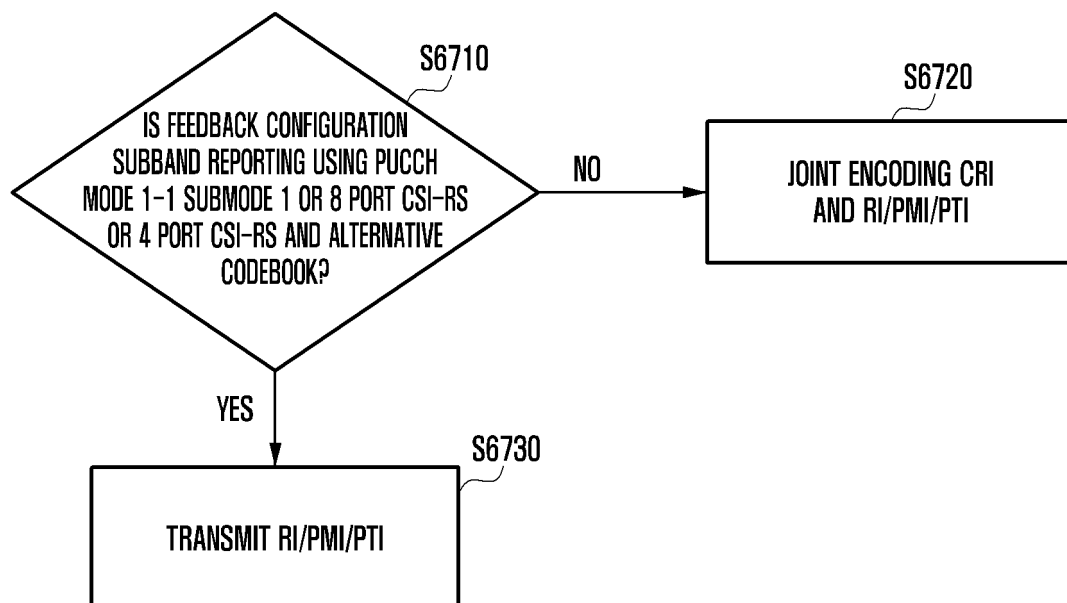 S6710
IS FEEDBACK CONFIGURATION
SUBBAND REPORTING USING PUCCH
MODE 1-1 SUBMODE 1 OR 8 PORT CSI-RS
OR 4 PORT CSI-RS AND ALTERNATIVE
CODEBOOK?
NO
S6720
JOINT ENCODING CRI
AND RI/PMI/PTI
YES
S6730
TRANSMIT RI/PMI/PTI